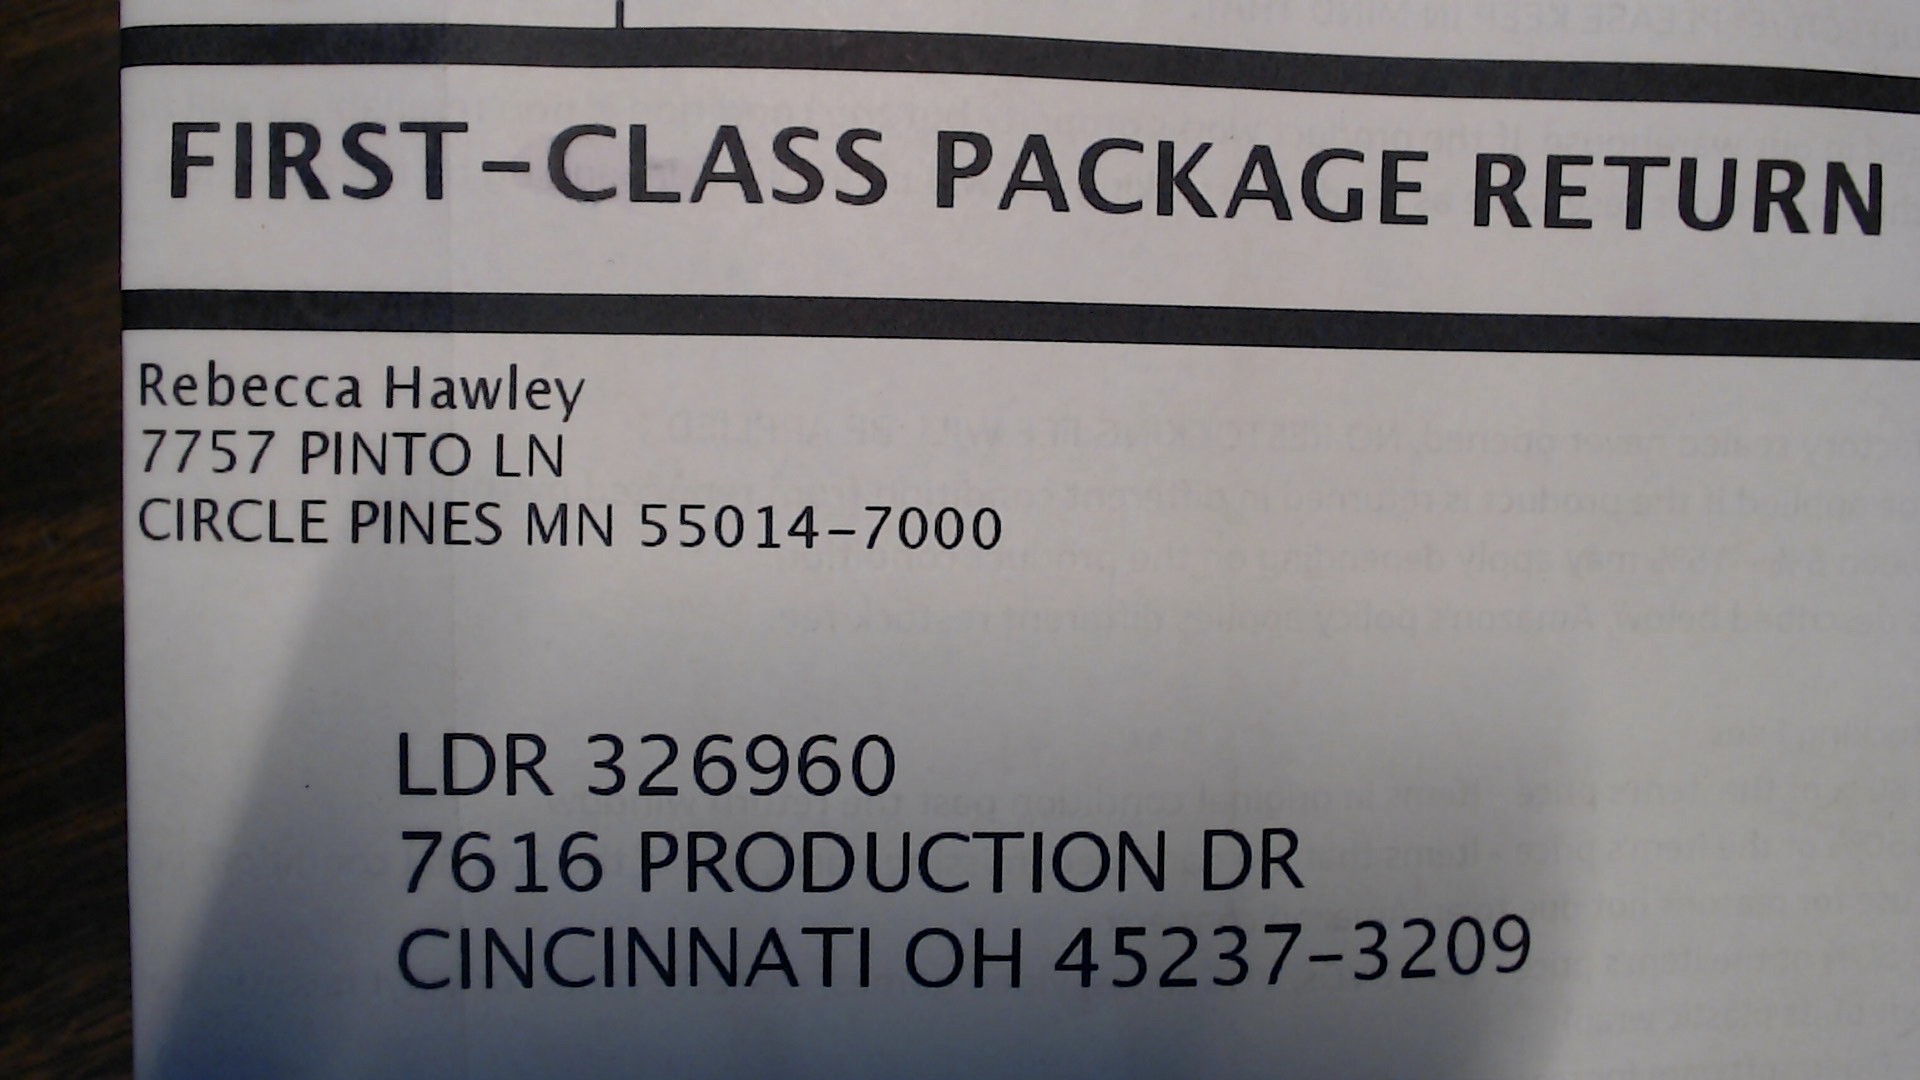 FIRST-CLASS PACKAGE RETURN
Rebecca Hawley
7757 PINTO LN
CIRCLE PINES MN 55014-7000
LDR 326960
7616 PRODUCTION DR
CINCINNATI OH 45237-3209